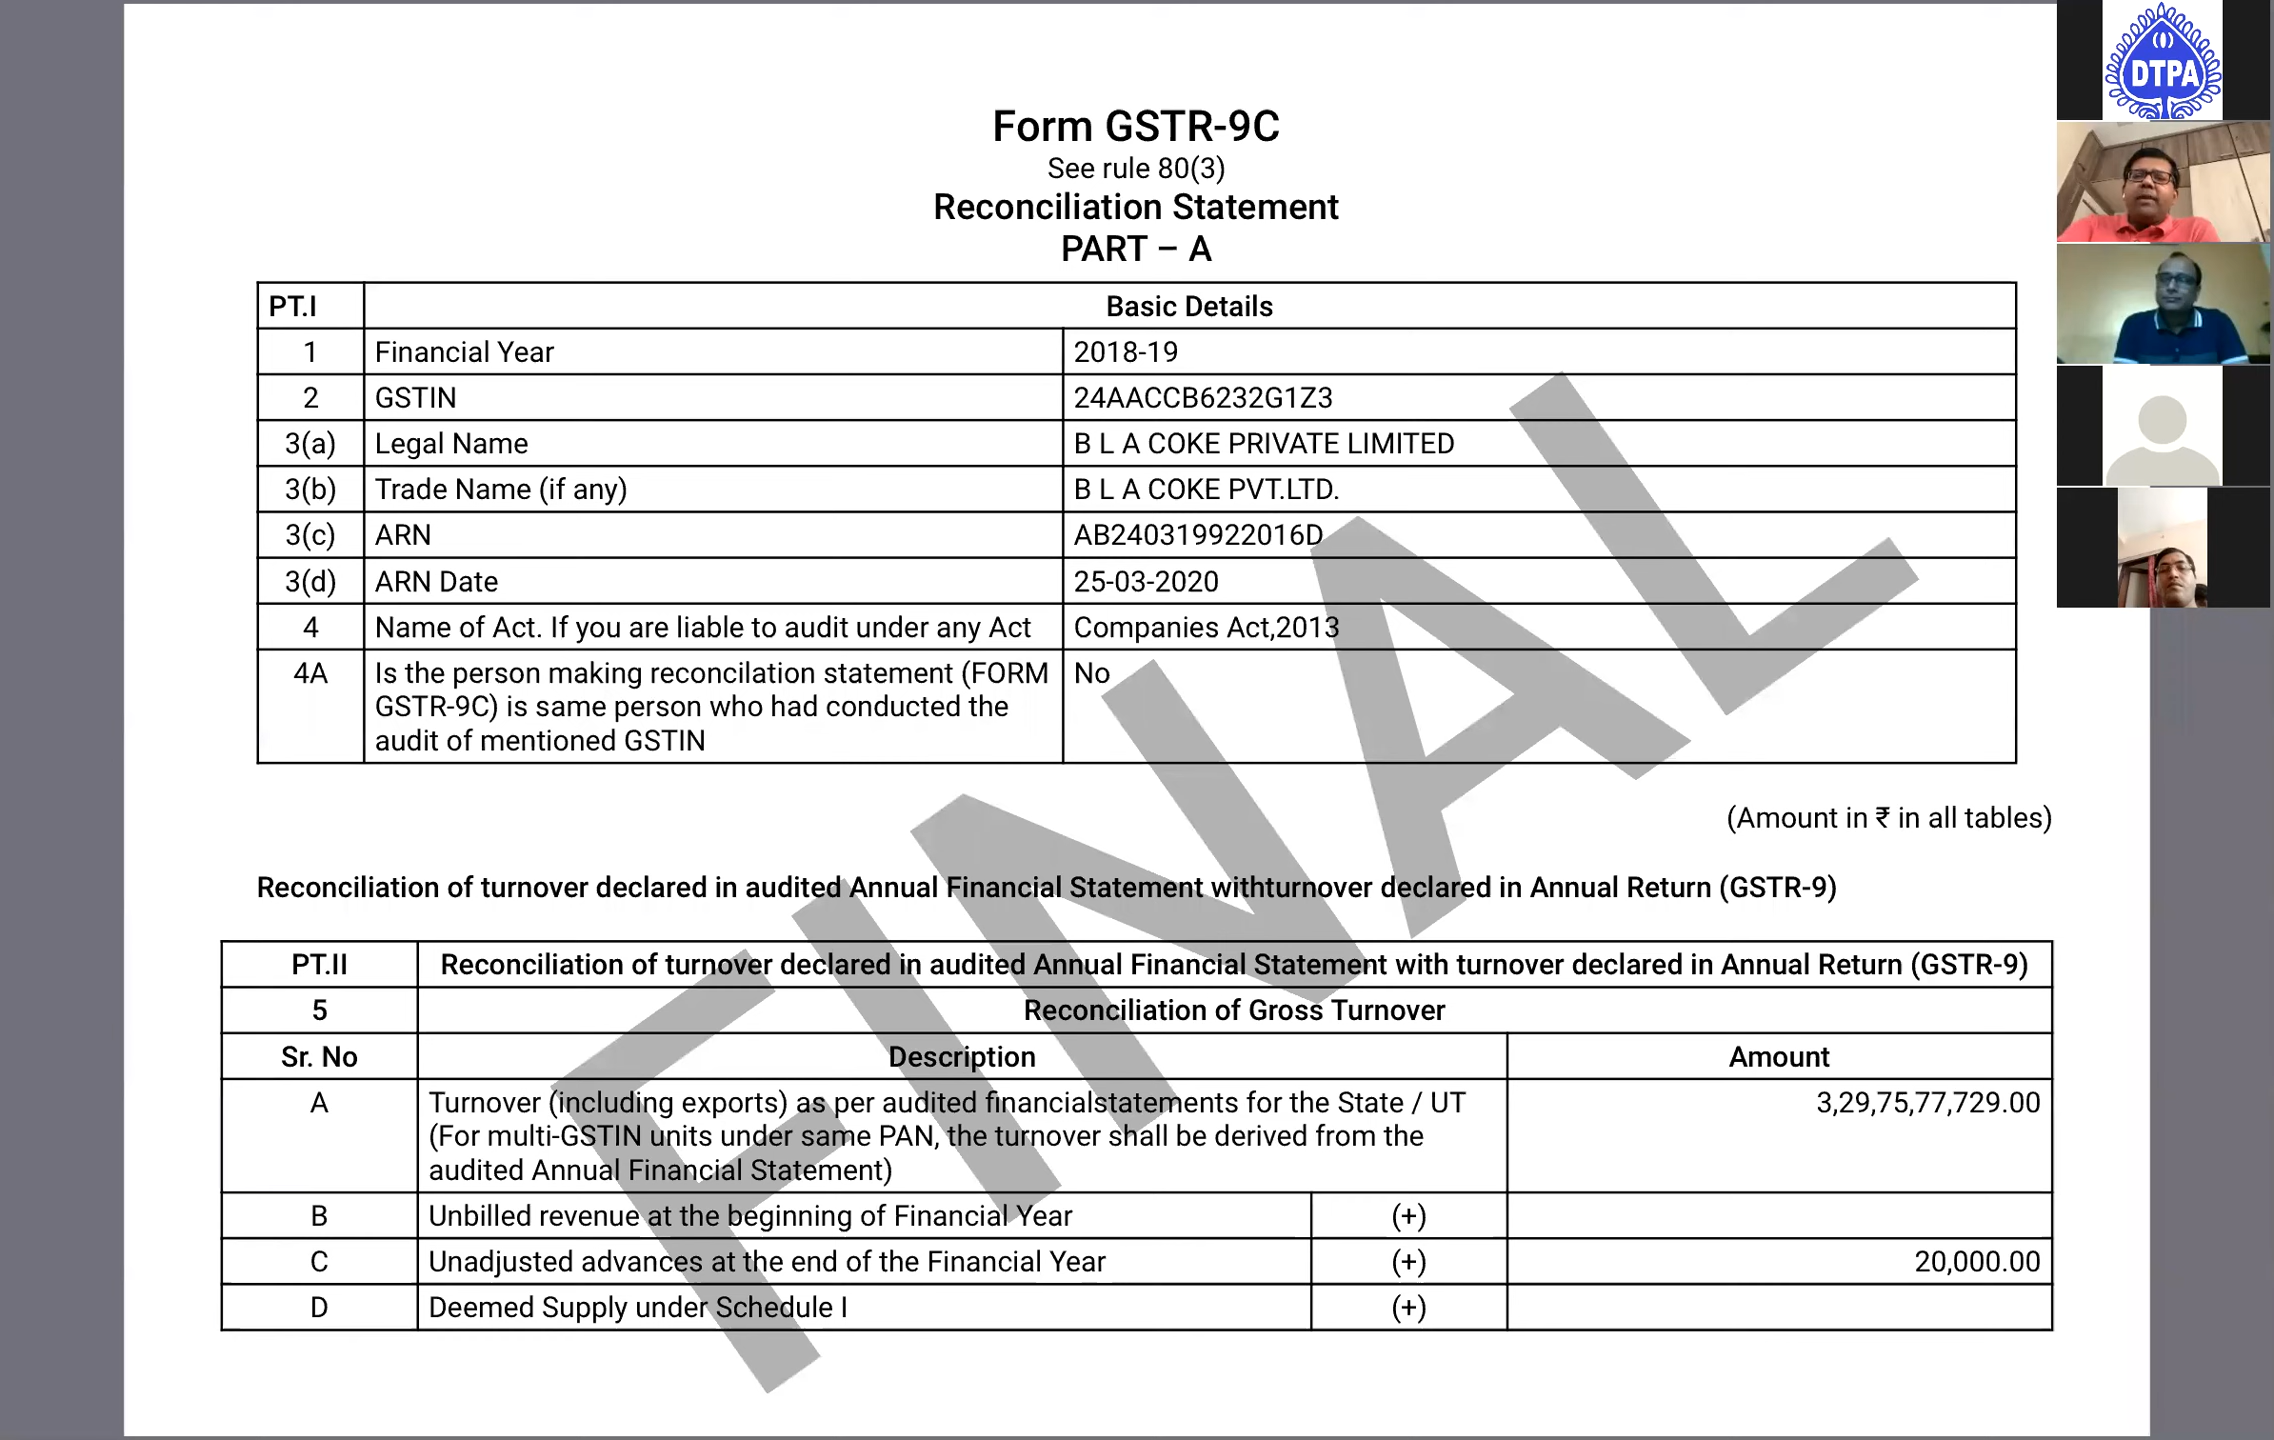 Form GSTR-9C
See rule 80(3)
Reconciliation Statement
PART – A
PT.I Basic Details
1 Financial Year 2018-19
2 GSTIN 24AACCB6232G1Z3
3(a) Legal Name B L A COKE PRIVATE LIMITED
3(b) Trade Name (if any) B L A COKE PVT.LTD.
3(c) ARN AB240319922016D
3(d) ARN Date 25-03-2020
4 Name of Act. If you are liable to audit under any Act Companies Act,2013
4A Is the person making reconcilation statement (FORM No
GSTR-9C) is same person who had conducted the
audit of mentioned GSTIN
(Amount in ₹ in all tables)
Reconciliation of turnover declared in audited Annual Financial Statement withturnover declared in Annual Return (GSTR-9)
PT.II Reconciliation of turnover declared in audited Annual Financial Statement with turnover declared in Annual Return (GSTR-9)
5 Reconciliation of Gross Turnover
Sr. No Description Amount
A Turnover (including exports) as per audited financialstatements for the State / UT 3,29,75,77,729.00
(For multi-GSTIN units under same PAN, the turnover shall be derived from the
audited Annual Financial Statement)
B Unbilled revenue at the beginning of Financial Year (+)
C Unadjusted advances at the end of the Financial Year (+) 20,000.00
D Deemed Supply under Schedule I (+)
FINAL
DTPA